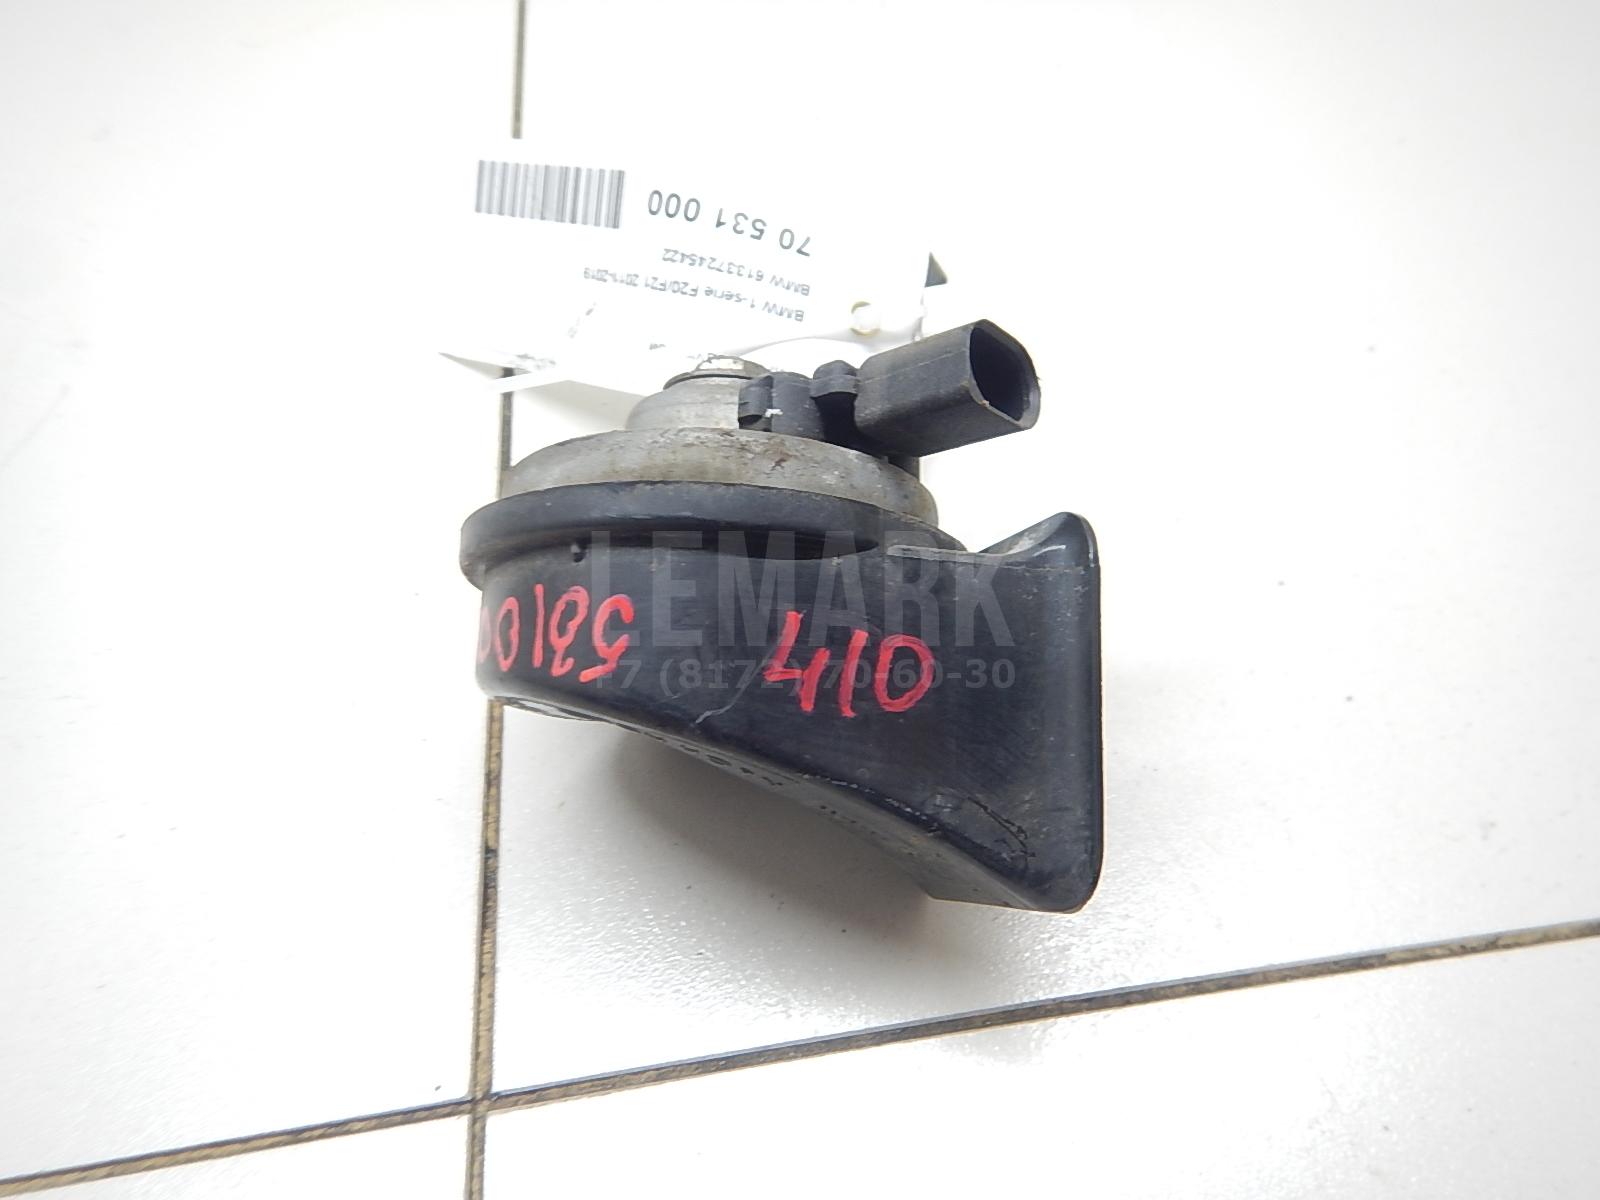 70 531 000
BMW 61337245422
BMW 1-serie F20/F21 2011-2019
LEMARK
+7 (8172) 70-60-30
5310
410